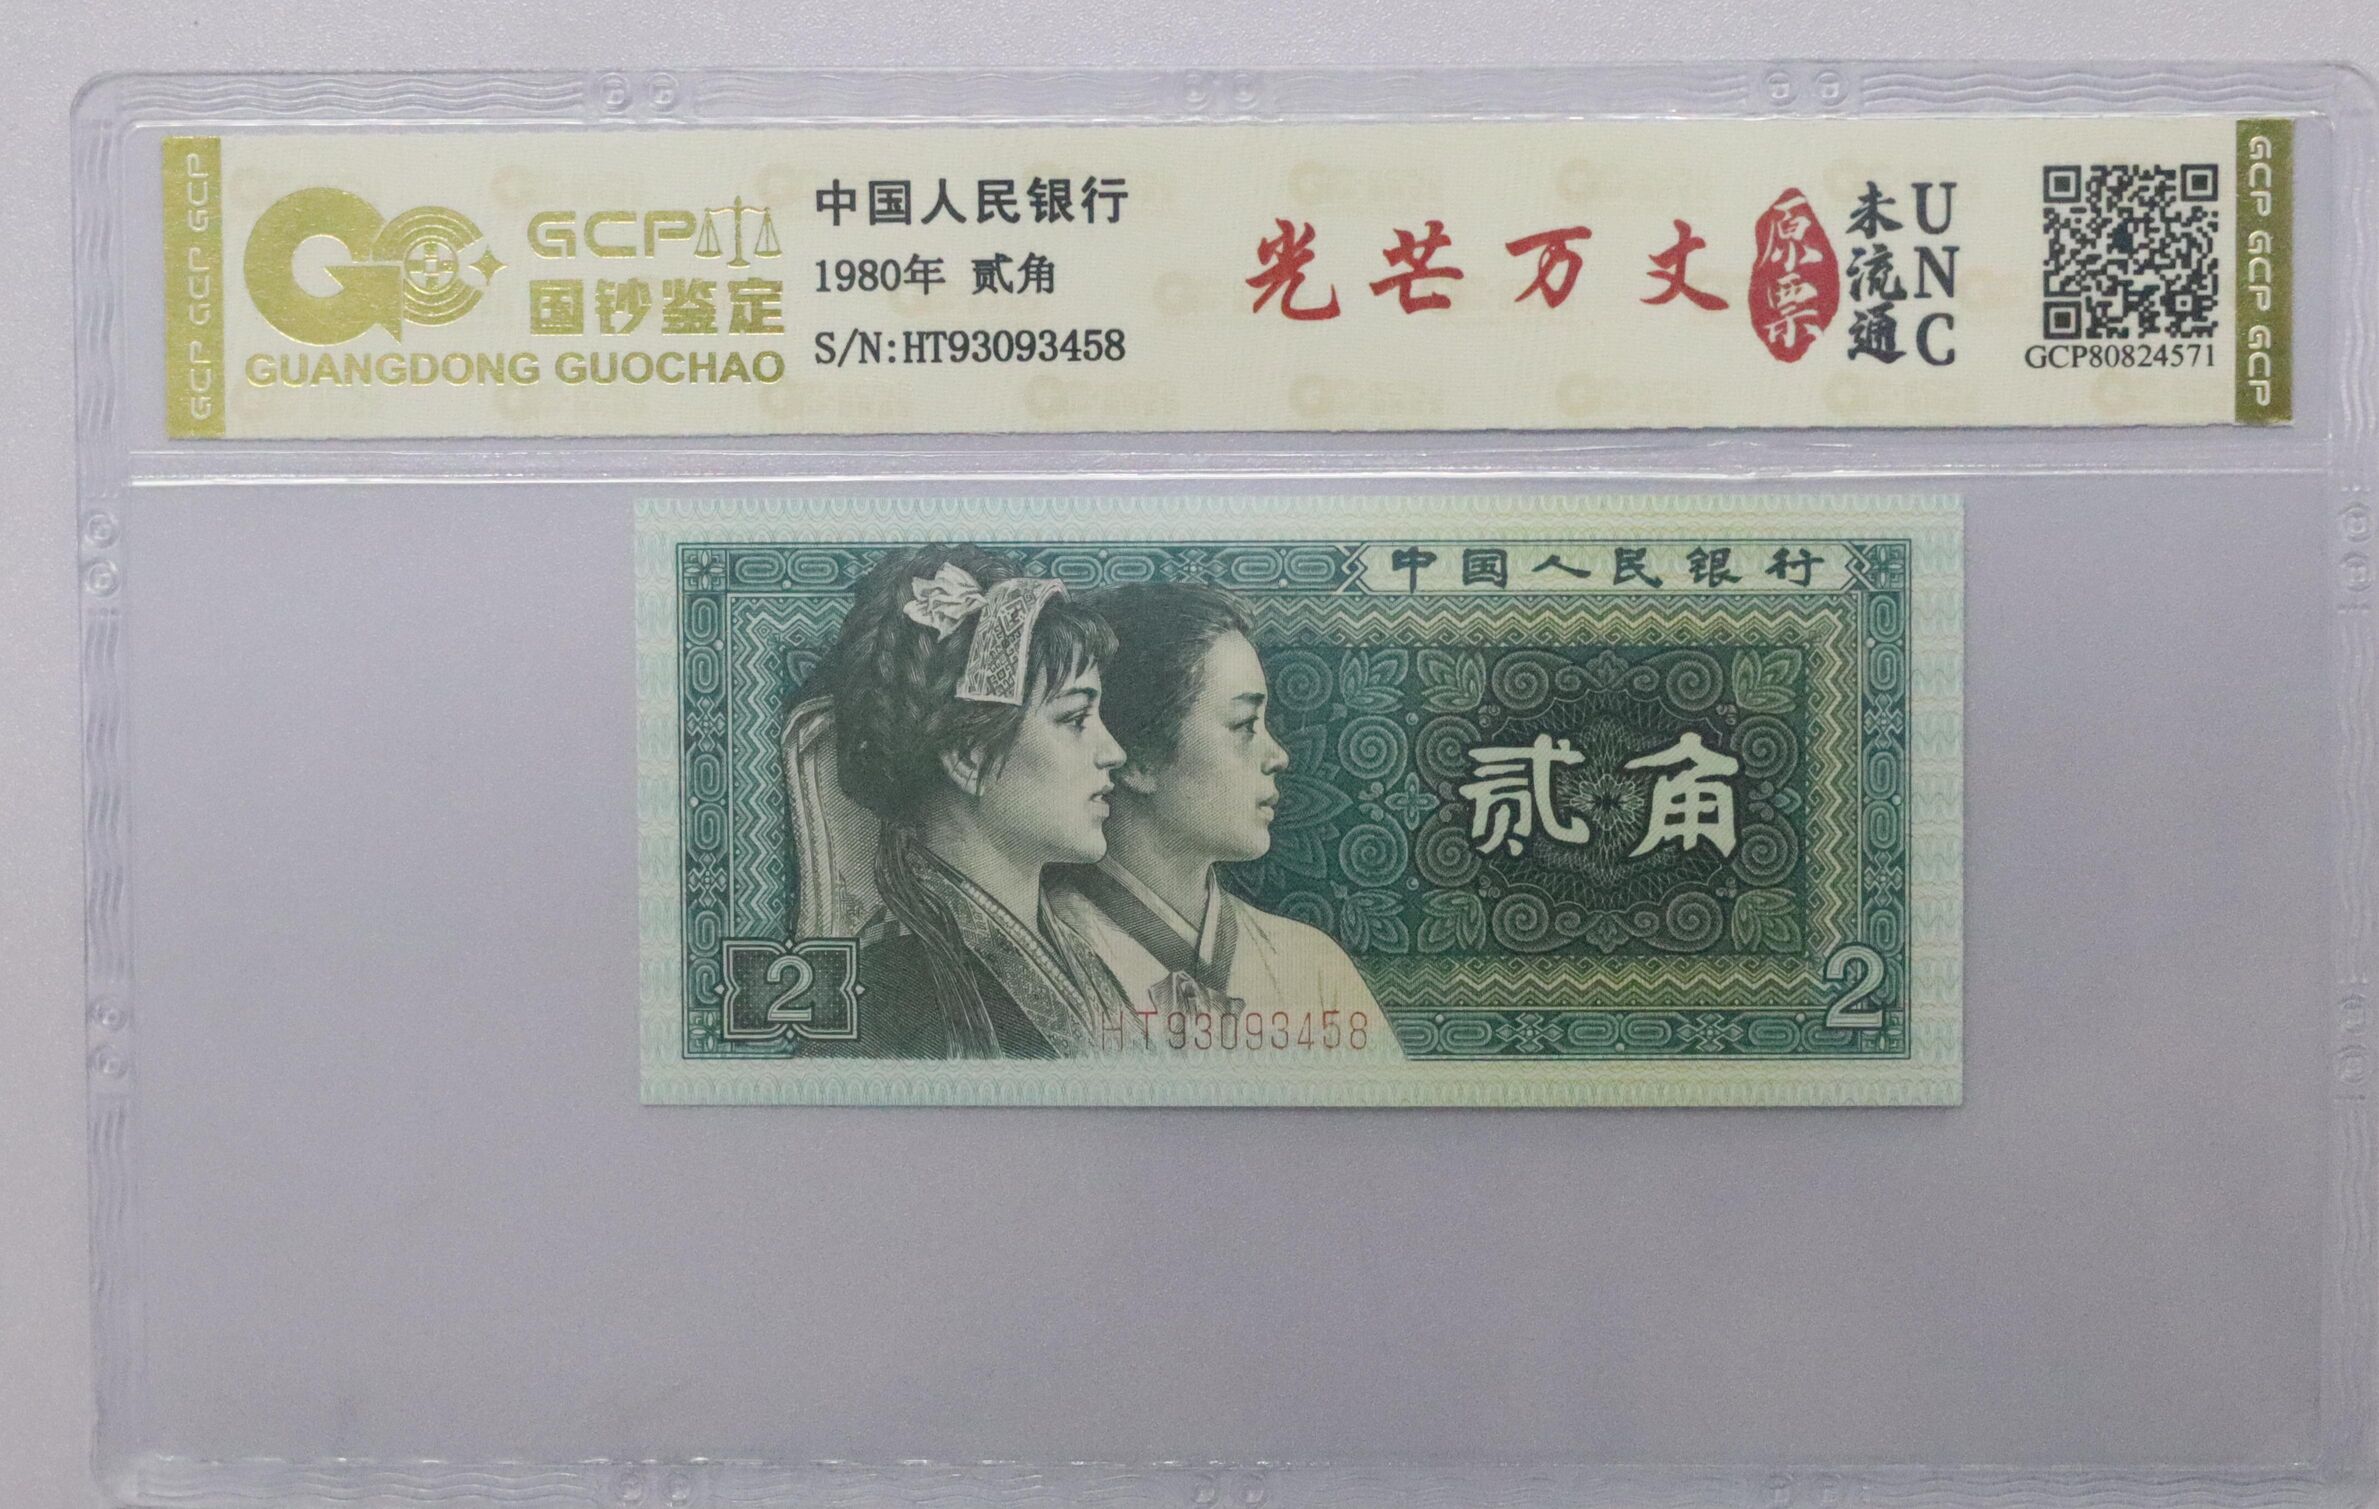 GCP GCP GCP
GCP
国钞鉴定
GUANGDONG GUOCHAO
中国人民银行
1980年 贰角
S/N:HT93093458
光芒万丈
原票
未流通
UNC
GCP80824571
GCP GCP GCP
中国人民银行
贰角
2
2
HT93093458